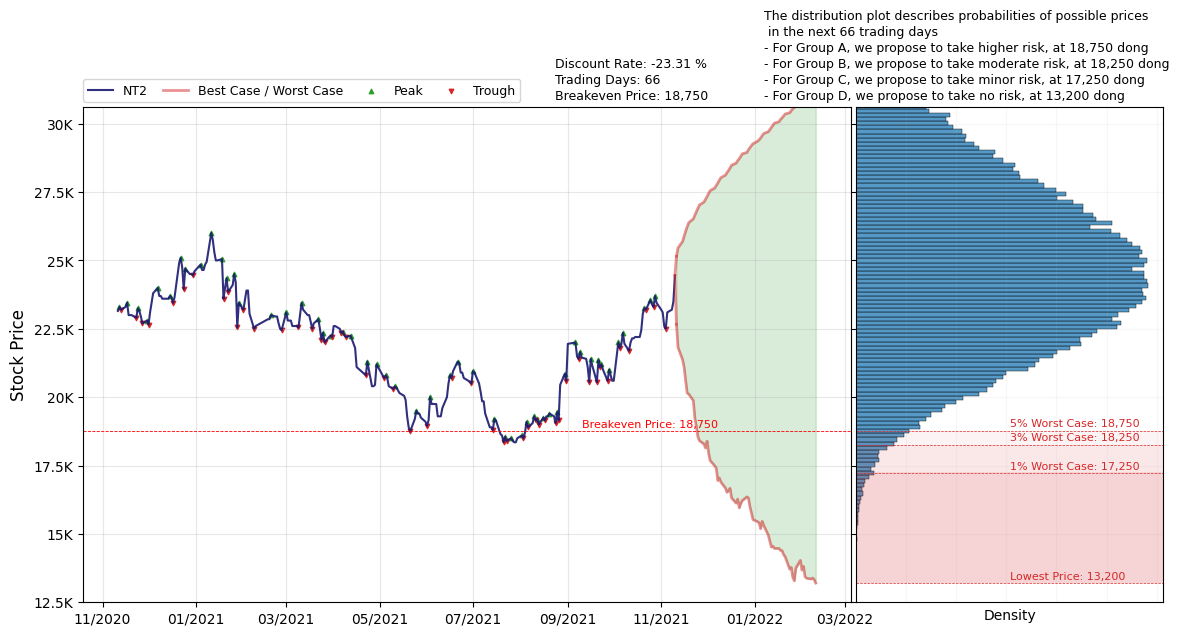 The distribution plot describes probabilities of possible prices
in the next 66 trading days
- For Group A, we propose to take higher risk, at 18,750 dong
- For Group B, we propose to take moderate risk, at 18,250 dong
- For Group C, we propose to take minor risk, at 17,250 dong
- For Group D, we propose to take no risk, at 13,200 dong
Discount Rate: -23.31 %
Trading Days: 66
Breakeven Price: 18,750
NT2 Best Case / Worst Case Peak Trough
Stock Price
30K
27.5K
25K
22.5K
20K
17.5K
15K
12.5K
Breakeven Price: 18,750
11/2020 01/2021 03/2021 05/2021 07/2021 09/2021 11/2021 01/2022 03/2022
5% Worst Case: 18,750
3% Worst Case: 18,250
1% Worst Case: 17,250
Lowest Price: 13,200
Density